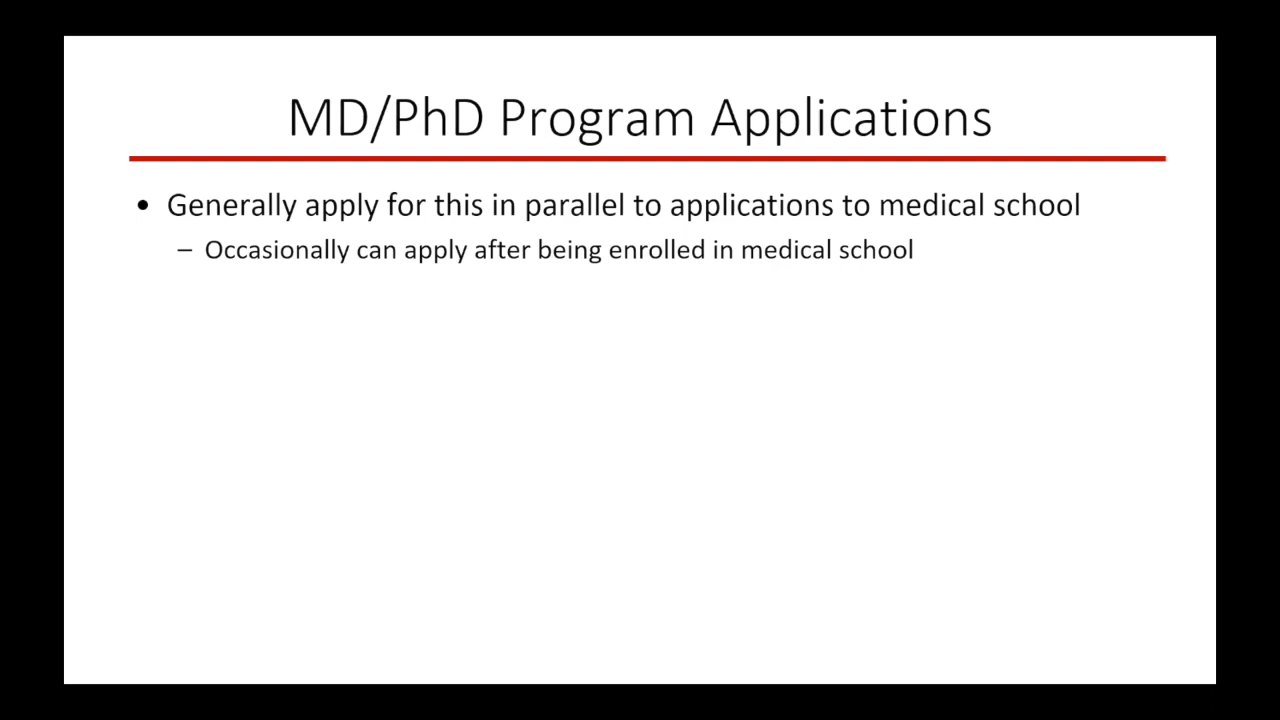 MD/PhD Program Applications
• Generally apply for this in parallel to applications to medical school
– Occasionally can apply after being enrolled in medical school